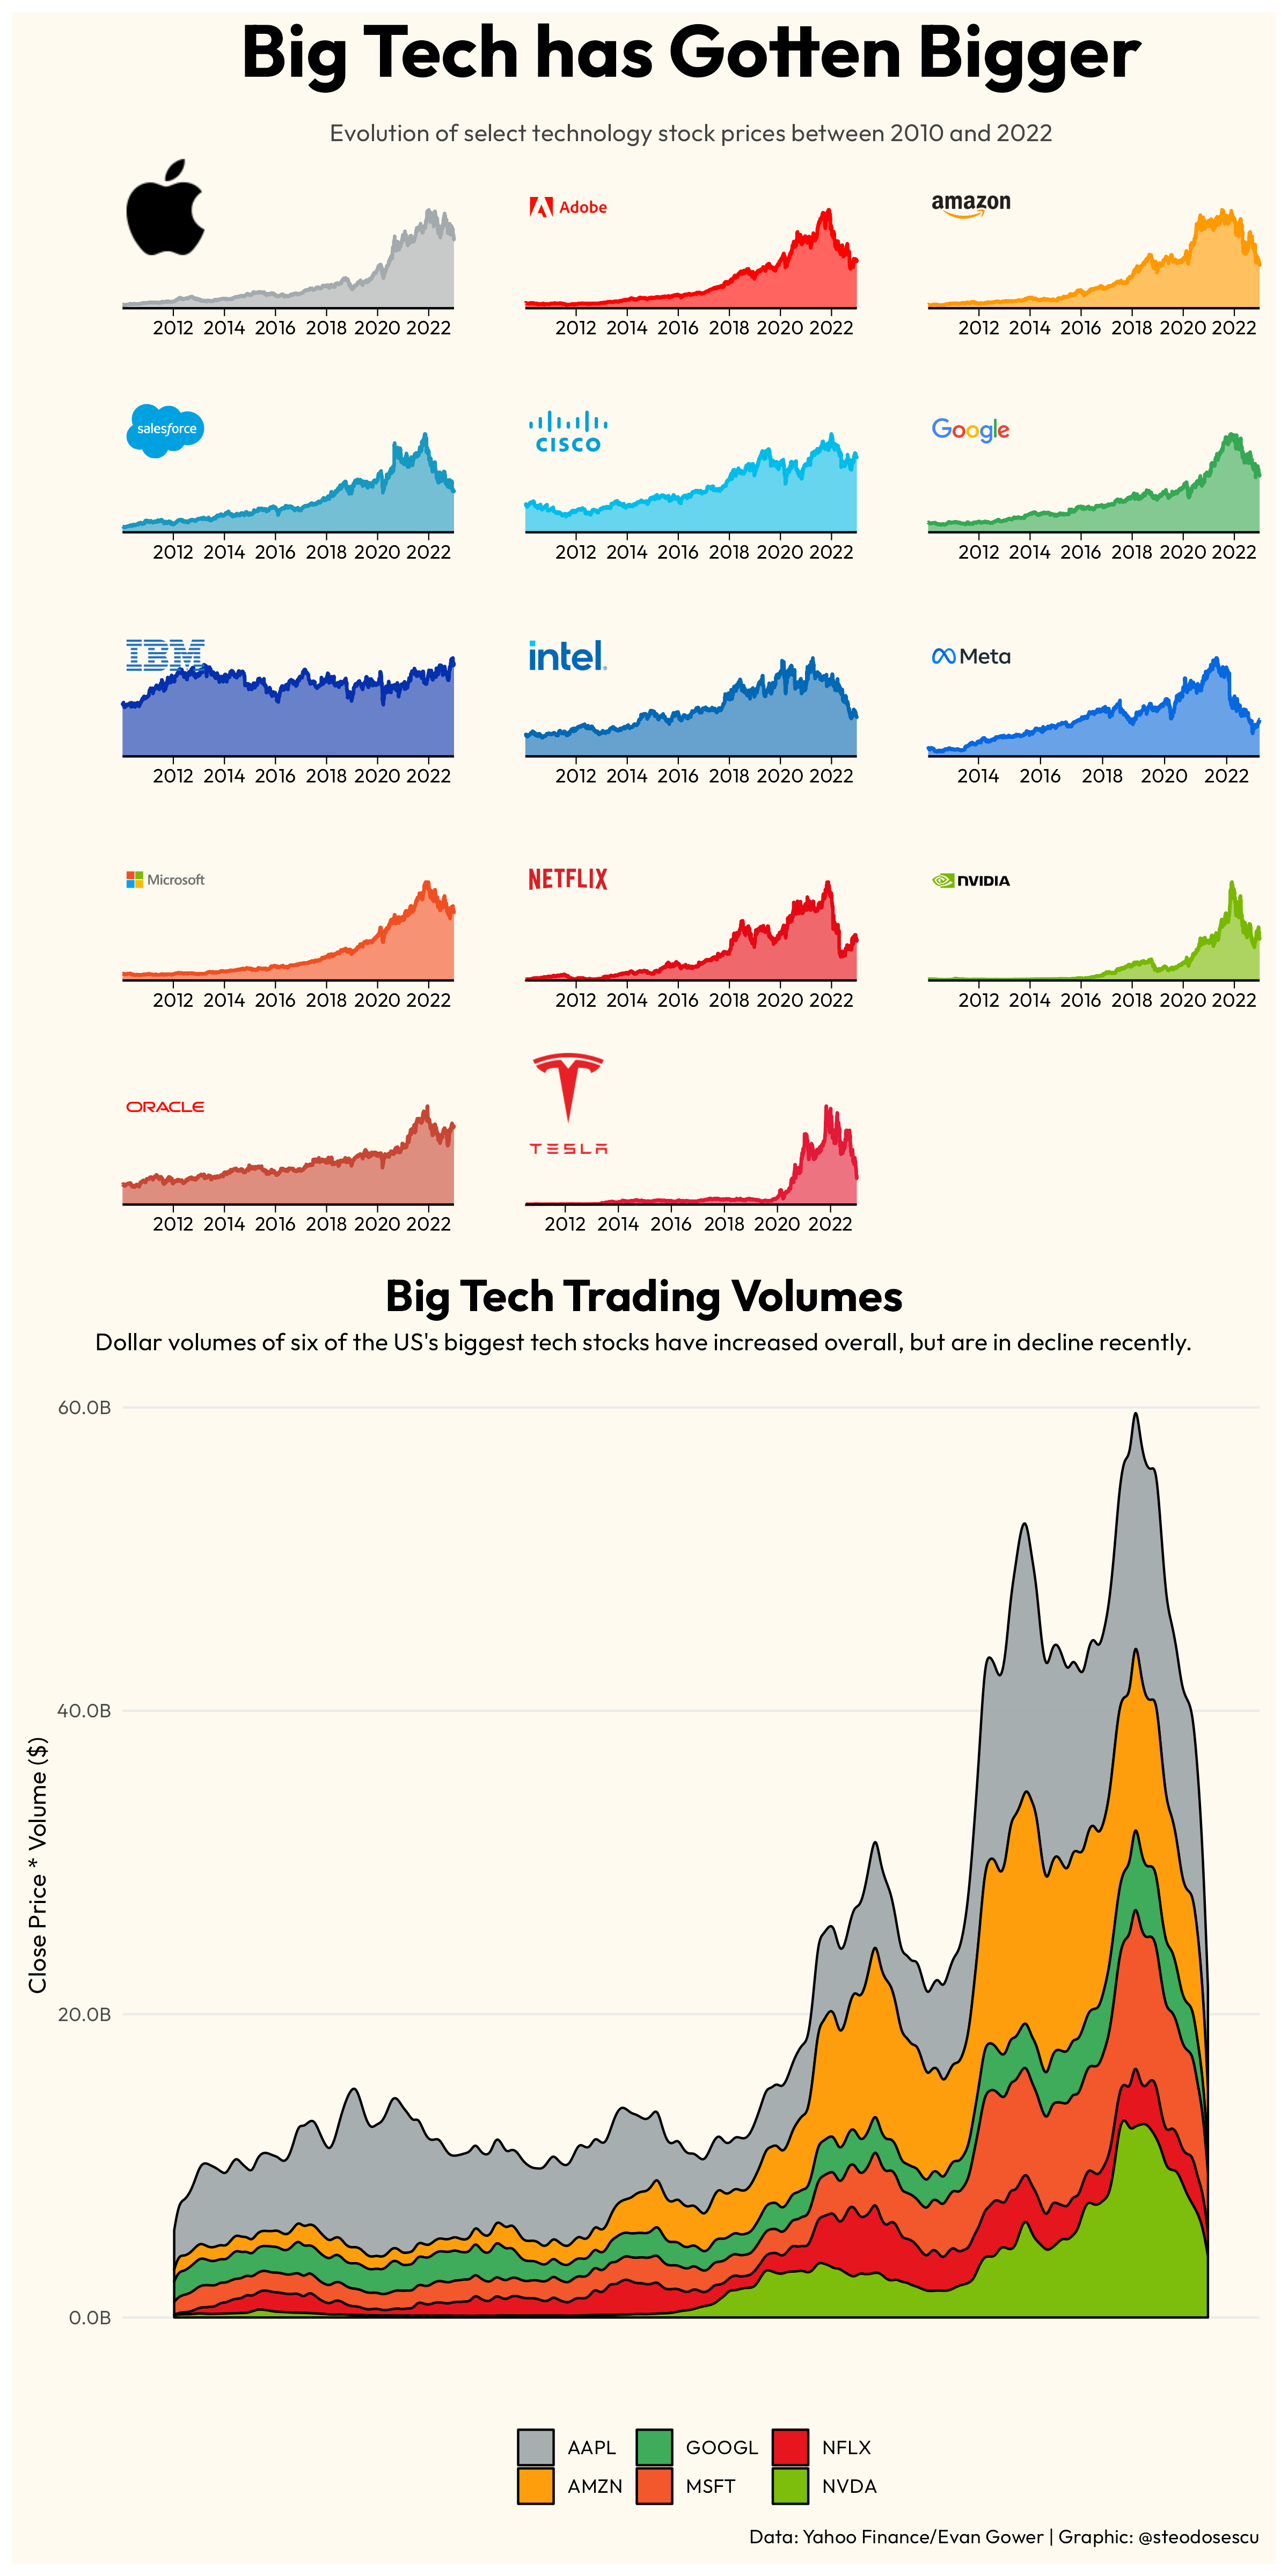 Big Tech has Gotten Bigger
Evolution of select technology stock prices between 2010 and 2022
Adobe
amazon
2012 2014 2016 2018 2020 2022
2012 2014 2016 2018 2020 2022
2012 2014 2016 2018 2020 2022
salesforce
CISCO
Google
2012 2014 2016 2018 2020 2022
2012 2014 2016 2018 2020 2022
2012 2014 2016 2018 2020 2022
IBM
intel.
Meta
2012 2014 2016 2018 2020 2022
2012 2014 2016 2018 2020 2022
2014 2016 2018 2020 2022
Microsoft
NETFLIX
NVIDIA
2012 2014 2016 2018 2020 2022
2012 2014 2016 2018 2020 2022
2012 2014 2016 2018 2020 2022
ORACLE
TESLA
2012 2014 2016 2018 2020 2022
2012 2014 2016 2018 2020 2022
Big Tech Trading Volumes
Dollar volumes of six of the US's biggest tech stocks have increased overall, but are in decline recently.
Close Price * Volume ($)
60.0B
40.0B
20.0B
0.0B
AAPL GOOGL NFLX
AMZN MSFT NVDA
Data: Yahoo Finance/Evan Gower | Graphic: @steodosescu